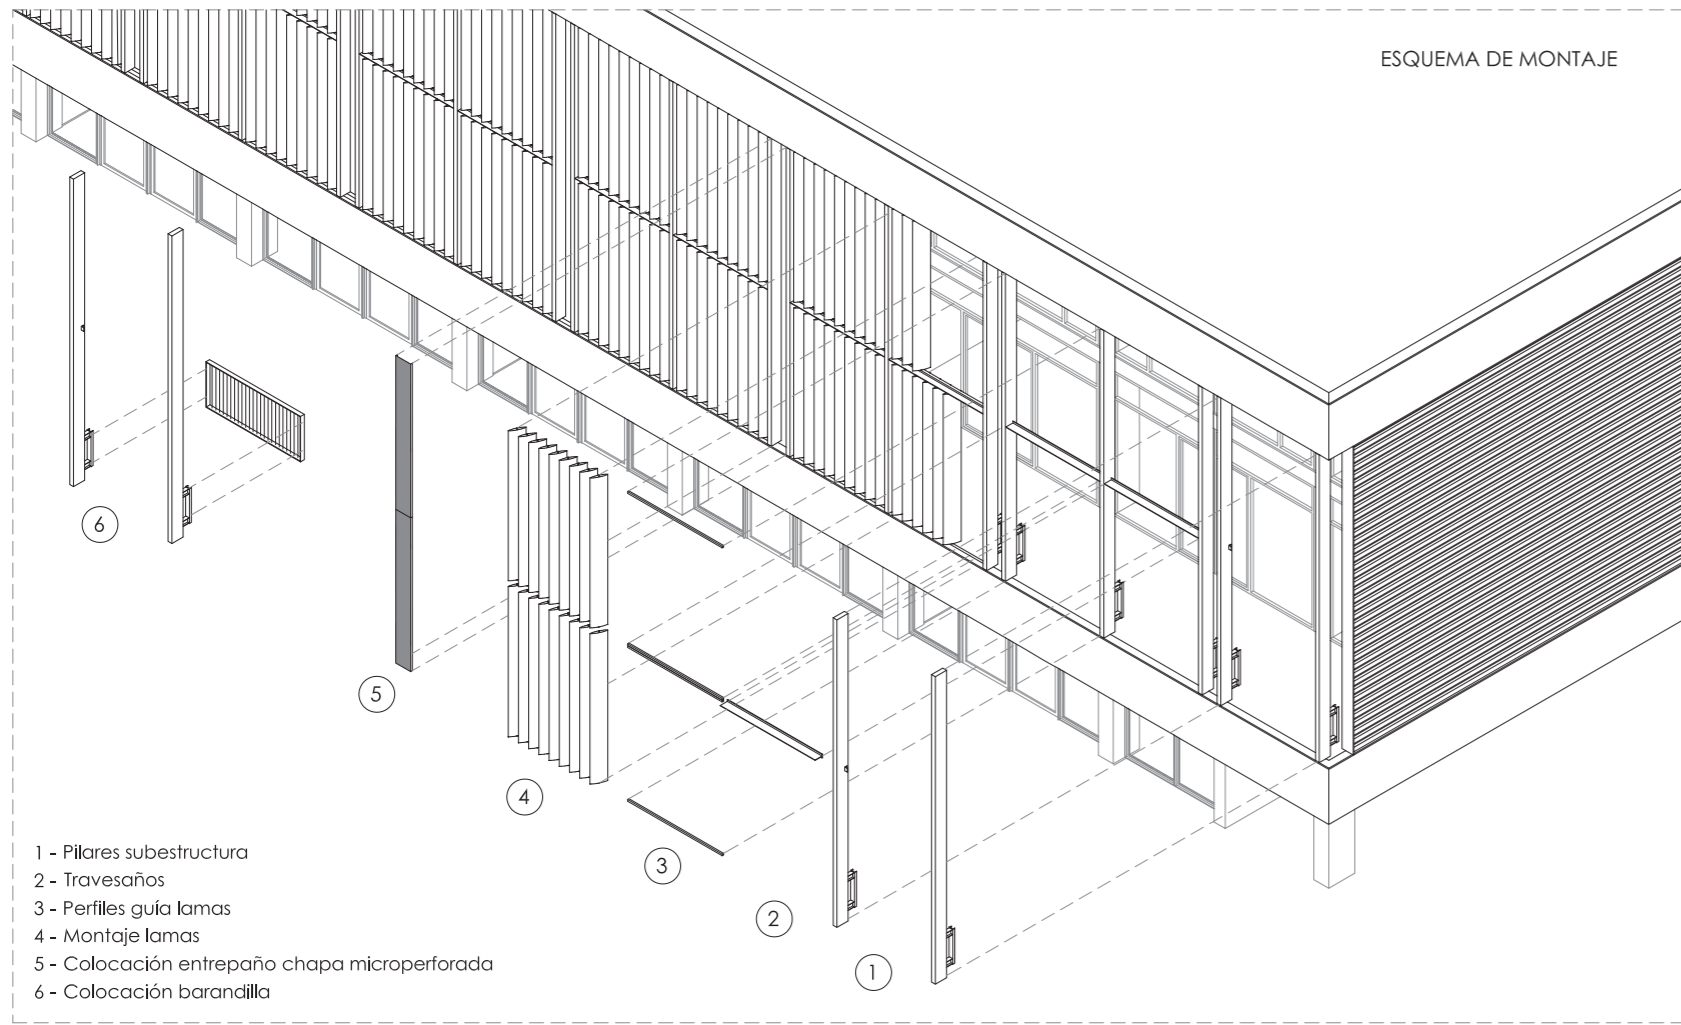 ESQUEMA DE MONTAJE
6
5
4
3
2
1
1 - Pilares subestructura
2 - Travesaños
3 - Perfiles guía lamas
4 - Montaje lamas
5 - Colocación entrepaño chapa microperforada
6 - Colocación barandilla